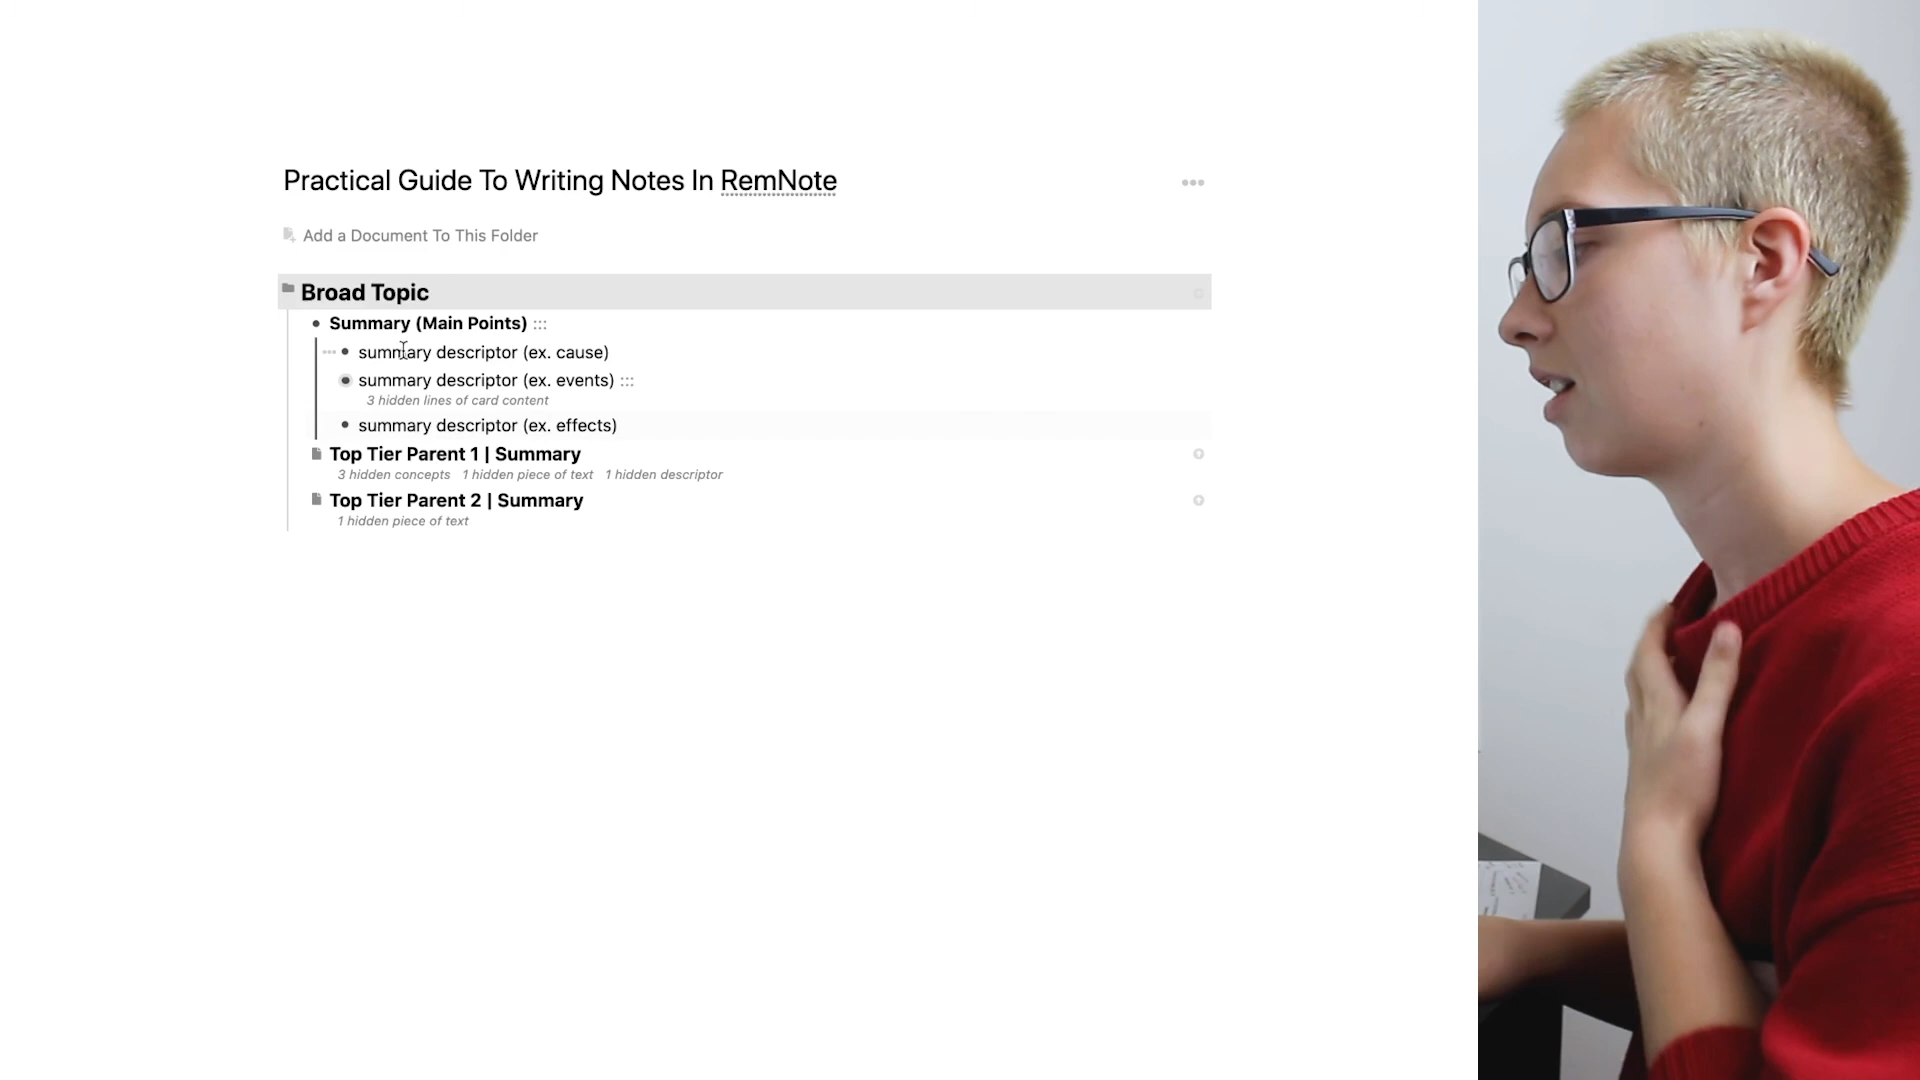 Practical Guide To Writing Notes In RemNote
Add a Document To This Folder
Broad Topic
Summary (Main Points) :::
summary descriptor (ex. cause)
summary descriptor (ex. events) :::
3 hidden lines of card content
summary descriptor (ex. effects)
Top Tier Parent 1 | Summary
3 hidden concepts 1 hidden piece of text 1 hidden descriptor
Top Tier Parent 2 | Summary
1 hidden piece of text